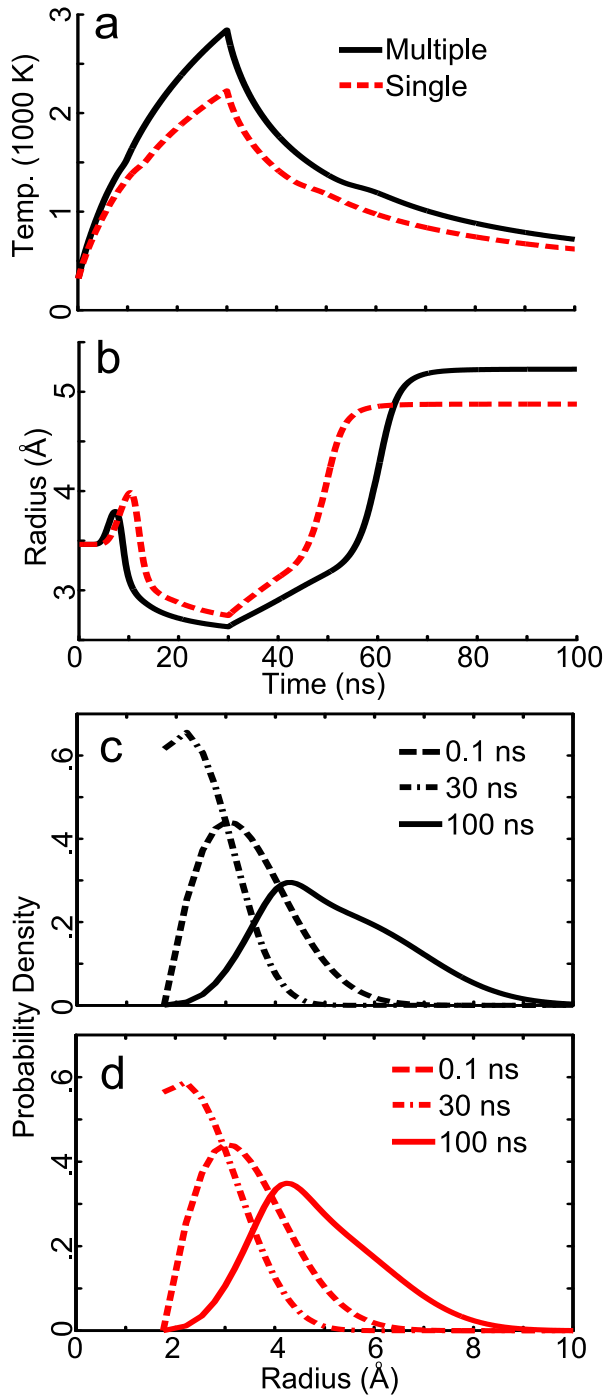 a
Multiple
Single
Temp. (1000 K)
3
2
1
0
b
Radius (Å)
5
4
3
0 20 40 60 80 100
Time (ns)
c
0.1 ns
30 ns
100 ns
.6
.4
.2
0
Probability Density
d
0.1 ns
30 ns
100 ns
.6
.4
.2
0
0 2 4 6 8 10
Radius (Å)